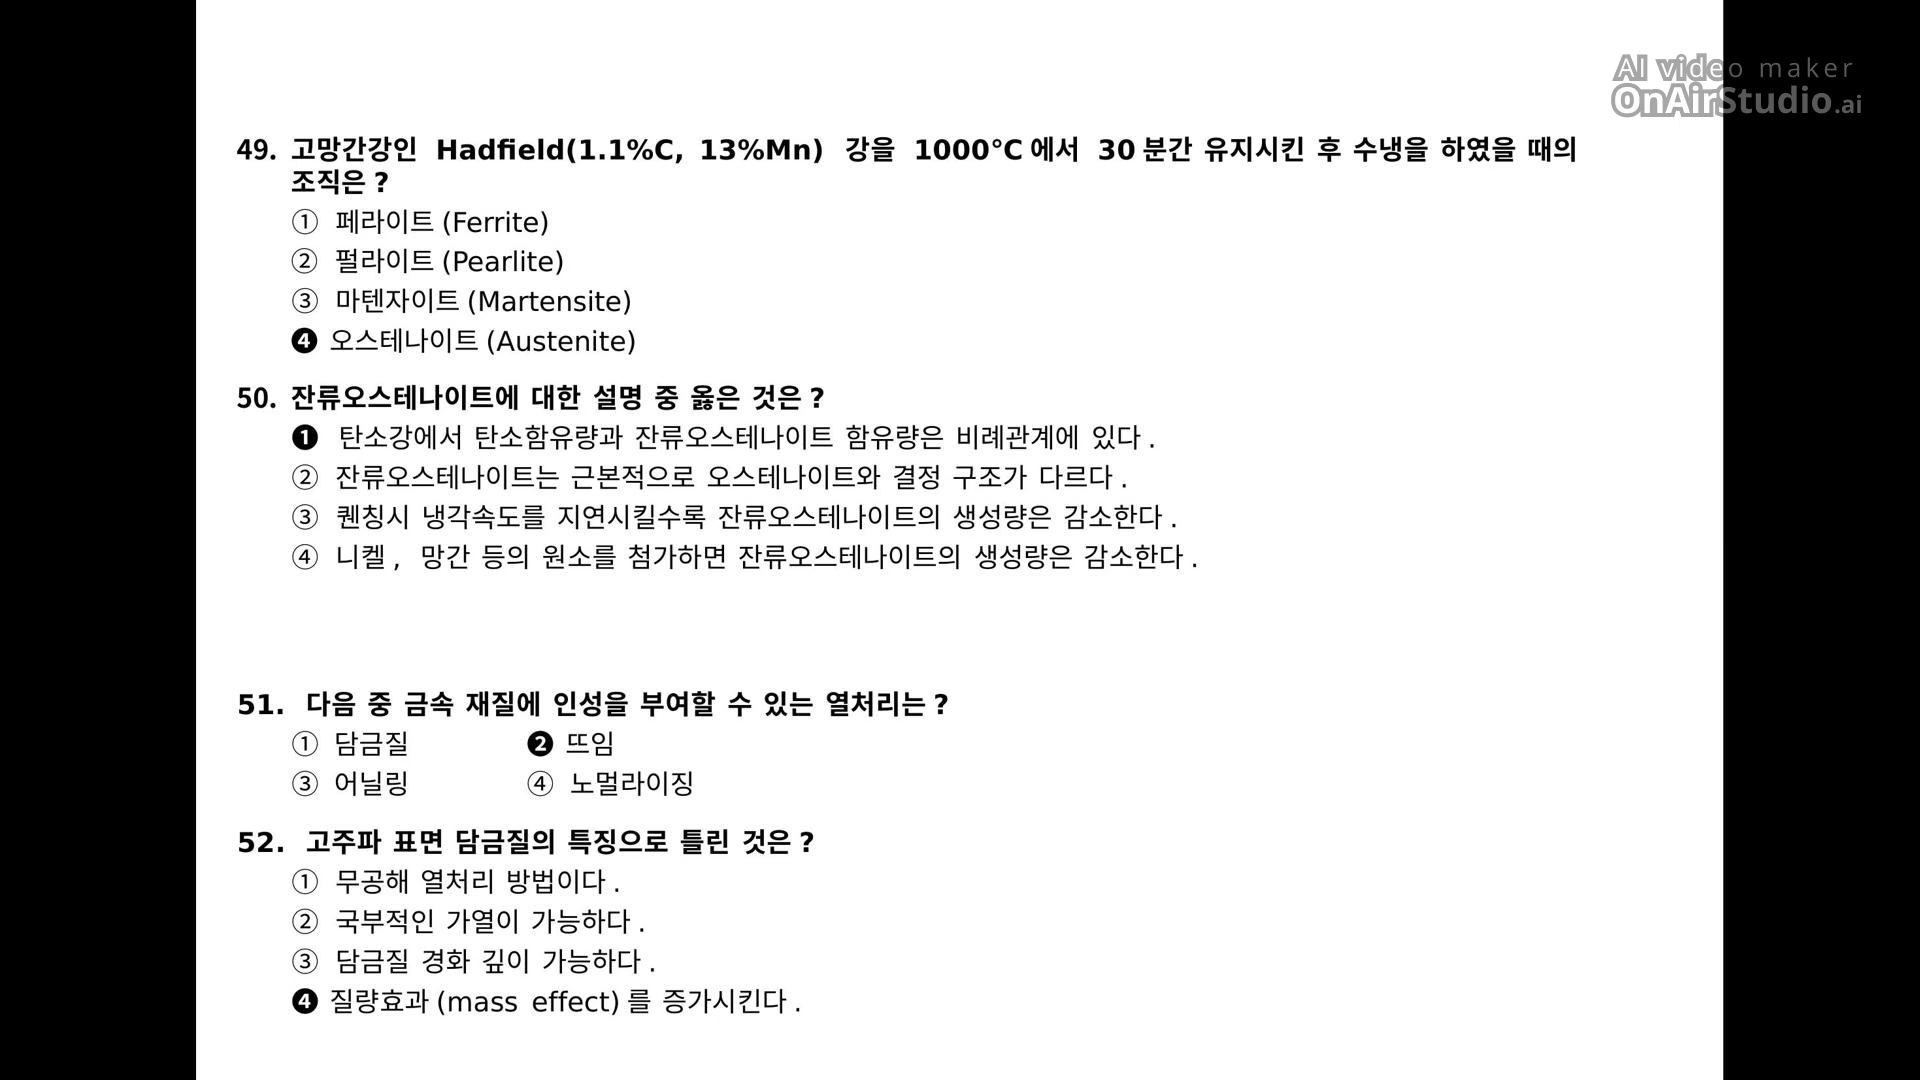 AI video maker
OnAirStudio.ai
49. 고망간강인 Hadfield(1.1%C, 13%Mn) 강을 1000°C에서 30분간 유지시킨 후 수냉을 하였을 때의
조직은?
① 페라이트(Ferrite)
② 펄라이트(Pearlite)
③ 마텐자이트(Martensite)
❹ 오스테나이트(Austenite)
50. 잔류오스테나이트에 대한 설명 중 옳은 것은?
❶ 탄소강에서 탄소함유량과 잔류오스테나이트 함유량은 비례관계에 있다.
② 잔류오스테나이트는 근본적으로 오스테나이트와 결정 구조가 다르다.
③ 퀜칭시 냉각속도를 지연시킬수록 잔류오스테나이트의 생성량은 감소한다.
④ 니켈, 망간 등의 원소를 첨가하면 잔류오스테나이트의 생성량은 감소한다.
51. 다음 중 금속 재질에 인성을 부여할 수 있는 열처리는?
① 담금질 ❷ 뜨임
③ 어닐링 ④ 노멀라이징
52. 고주파 표면 담금질의 특징으로 틀린 것은?
① 무공해 열처리 방법이다.
② 국부적인 가열이 가능하다.
③ 담금질 경화 깊이 가능하다.
❹ 질량효과(mass effect)를 증가시킨다.